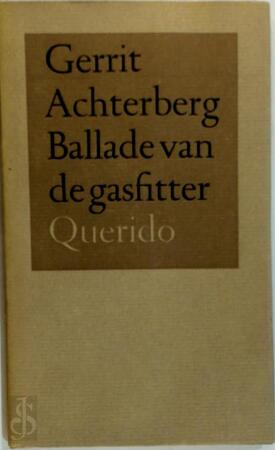 Gerrit
Achterberg
Ballade van
de gasfitter
Querido